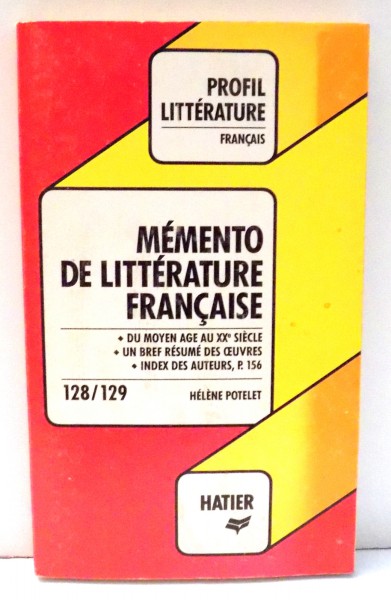 PROFIL
LITTÉRATURE
FRANÇAIS
MÉMENTO
DE LITTÉRATURE
FRANÇAISE
◆ DU MOYEN AGE AU XXᵉ SIÈCLE
◆ UN BREF RÉSUMÉ DES ŒUVRES
◆ INDEX DES AUTEURS, P. 156
128/129 HÉLÈNE POTELET
HATIER